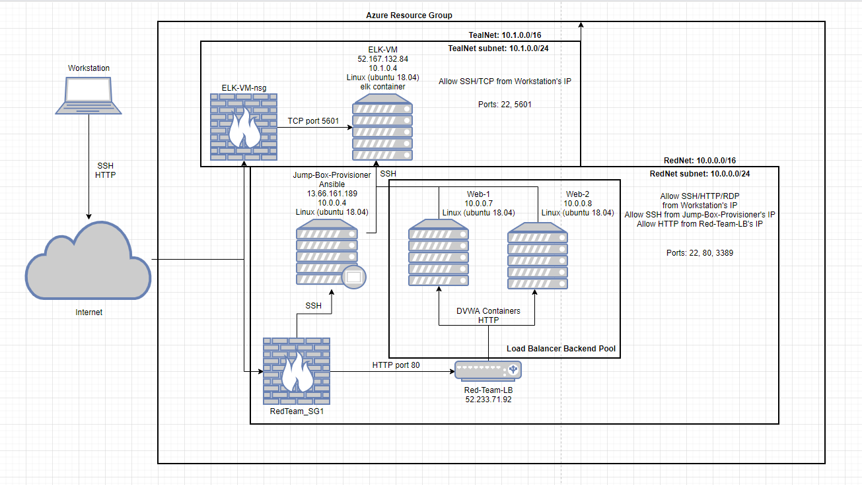 Azure Resource Group
TealNet: 10.1.0.0/16
TealNet subnet: 10.1.0.0/24
ELK-VM
52.167.132.84
10.1.0.4
Linux (ubuntu 18.04)
elk container
Allow SSH/TCP from Workstation's IP
Ports: 22, 5601
Workstation
ELK-VM-nsg
TCP port 5601
SSH
HTTP
RedNet: 10.0.0.0/16
RedNet subnet: 10.0.0.0/24
Jump-Box-Provisioner
Ansible
13.66.161.189
10.0.0.4
Linux (ubuntu 18.04)
SSH
Web-1
10.0.0.7
Linux (ubuntu 18.04)
Web-2
10.0.0.8
Linux (ubuntu 18.04)
Allow SSH/HTTP/RDP
from Workstation's IP
Allow SSH from Jump-Box-Provisioner's IP
Allow HTTP from Red-Team-LB's IP
Ports: 22, 80, 3389
Internet
SSH
DVWA Containers
HTTP
Load Balancer Backend Pool
HTTP port 80
RedTeam_SG1
Red-Team-LB
52.233.71.92